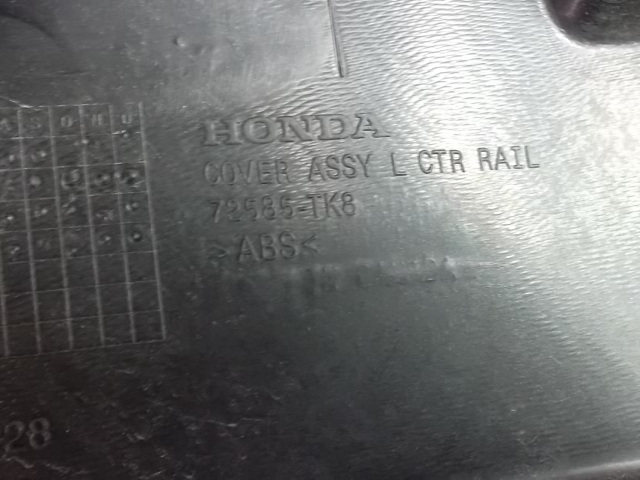 HONDA
COVER ASSY L CTR RAIL
72585-TK8
>ABS<
28